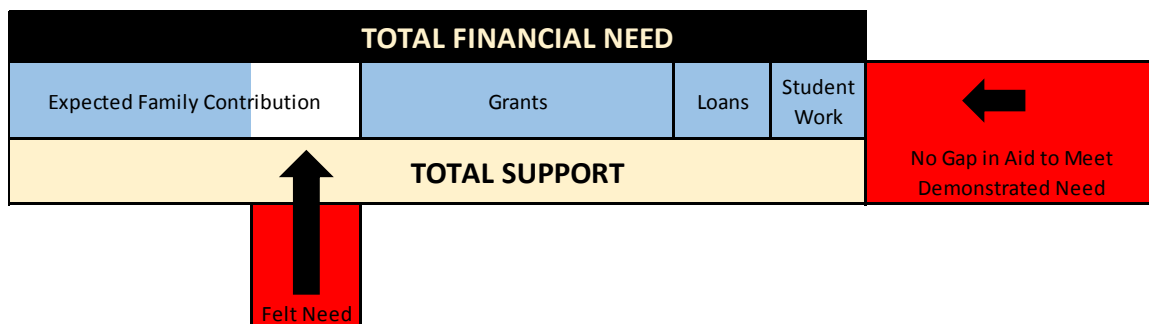 TOTAL FINANCIAL NEED
Expected Family Contribution
Grants
Loans
Student
Work
No Gap in Aid to Meet
Demonstrated Need
TOTAL SUPPORT
Felt Need